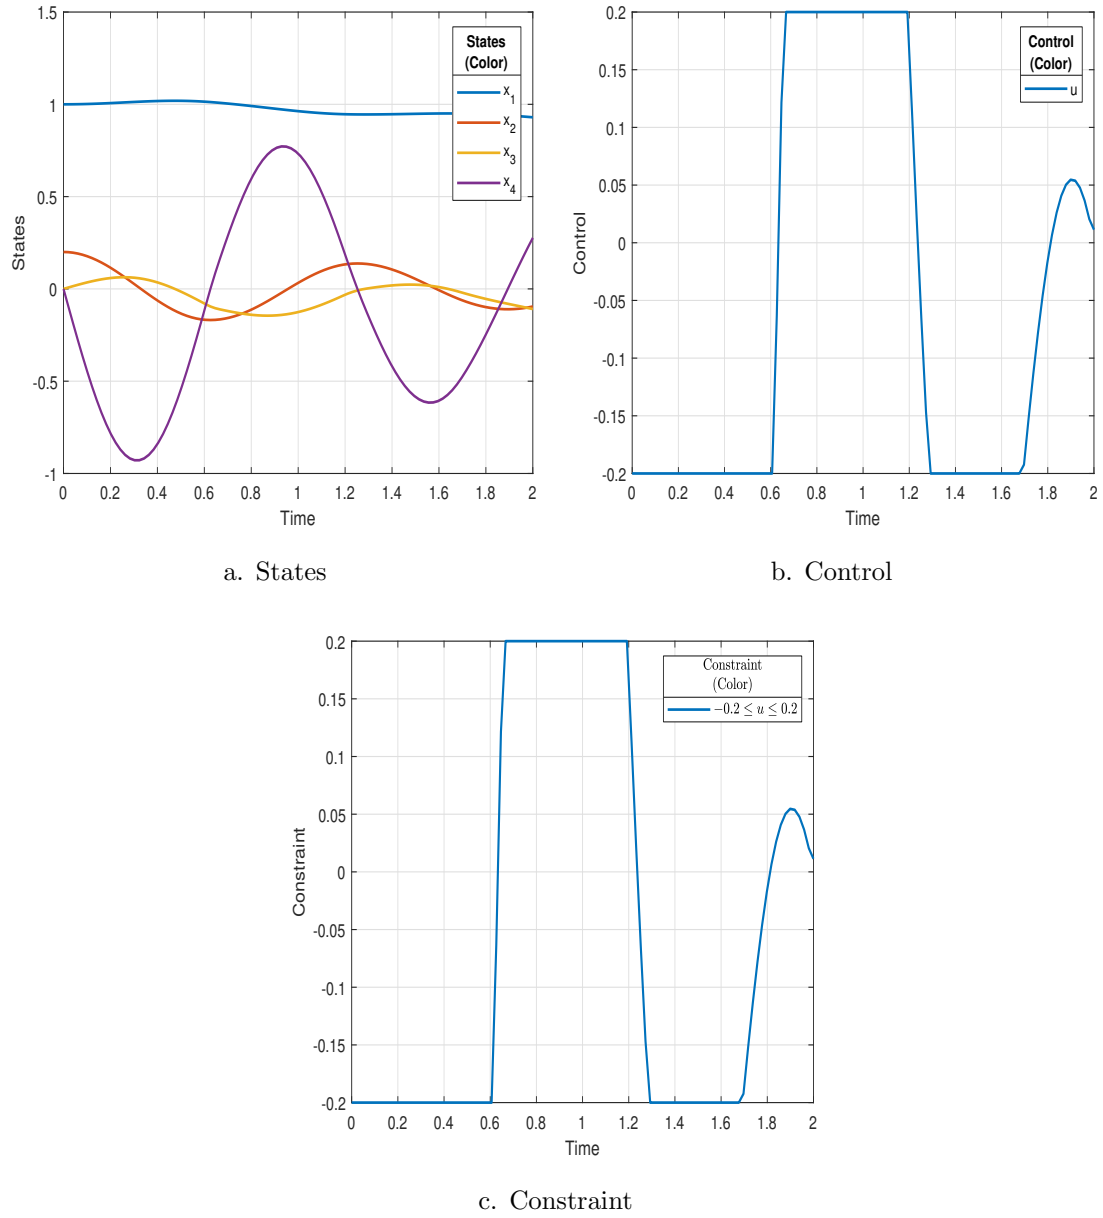 1.5
1
0.5
0
-0.5
-1
States
0 0.2 0.4 0.6 0.8 1 1.2 1.4 1.6 1.8 2
Time
States
(Color)
x_1
x_2
x_3
x_4
a. States
0.2
0.15
0.1
0.05
0
-0.05
-0.1
-0.15
-0.2
Control
0 0.2 0.4 0.6 0.8 1 1.2 1.4 1.6 1.8 2
Time
Control
(Color)
u
b. Control
0.2
0.15
0.1
0.05
0
-0.05
-0.1
-0.15
-0.2
Constraint
0 0.2 0.4 0.6 0.8 1 1.2 1.4 1.6 1.8 2
Time
Constraint
(Color)
−0.2 ≤ u ≤ 0.2
c. Constraint